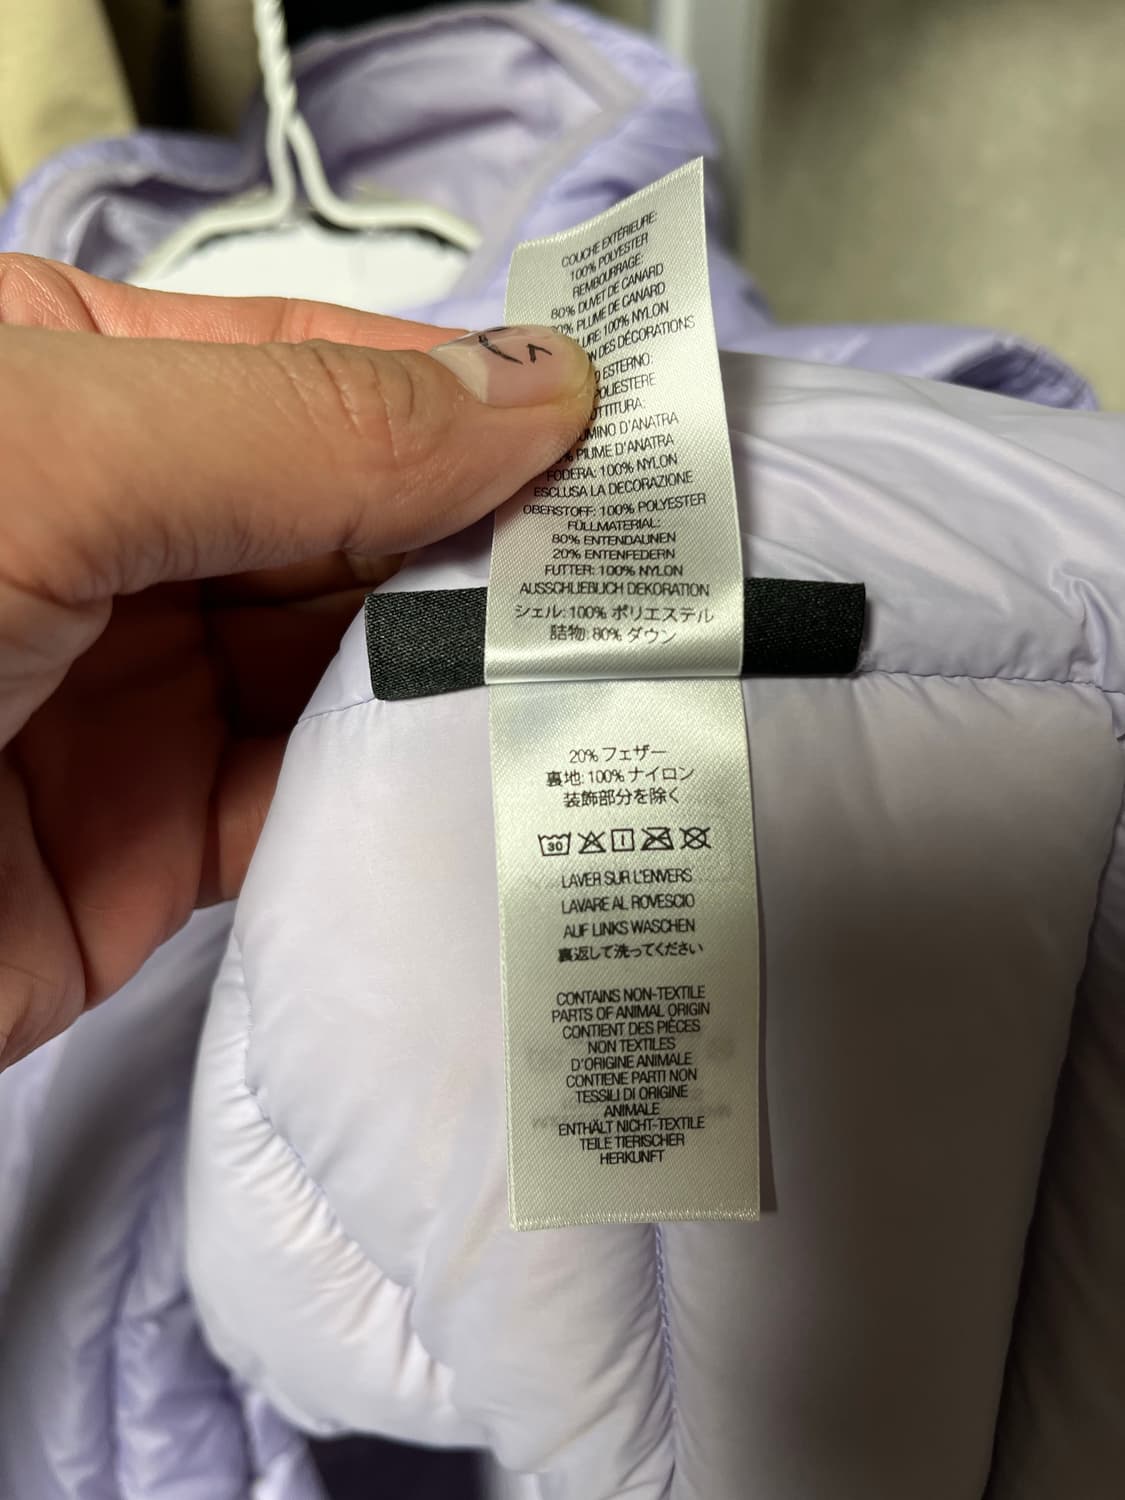 COUCHE EXTÉRIEURE:
100% POLYESTER
REMBOURRAGE:
80% DUVET DE CANARD
PLUME DE CANARD
100% NYLON
DES DÉCORATIONS
ESTERNO:
D'ANATRA
PIUME D'ANATRA
FODERA: 100% NYLON
ESCLUSA LA DECORAZIONE
OBERSTOFF: 100% POLYESTER
FÜLLMATERIAL:
80% ENTENDAUNEN
20% ENTENFEDERN
FUTTER: 100% NYLON
AUSSCHLIEBLICH DEKORATION
シェル: 100% ポリエステル
詰物: 80% ダウン
20% フェザー
裏地: 100% ナイロン
装飾部分を除く
30
LAVER SUR L'ENVERS
LAVARE AL ROVESCIO
AUF LINKS WASCHEN
裏返して洗ってください
CONTAINS NON-TEXTILE
PARTS OF ANIMAL ORIGIN
CONTIENT DES PIÈCES
NON TEXTILES
D'ORIGINE ANIMALE
CONTIENE PARTI NON
TESSILI DI ORIGINE
ANIMALE
ENTHÄLT NICHT-TEXTILE
TEILE TIERISCHER
HERKUNFT